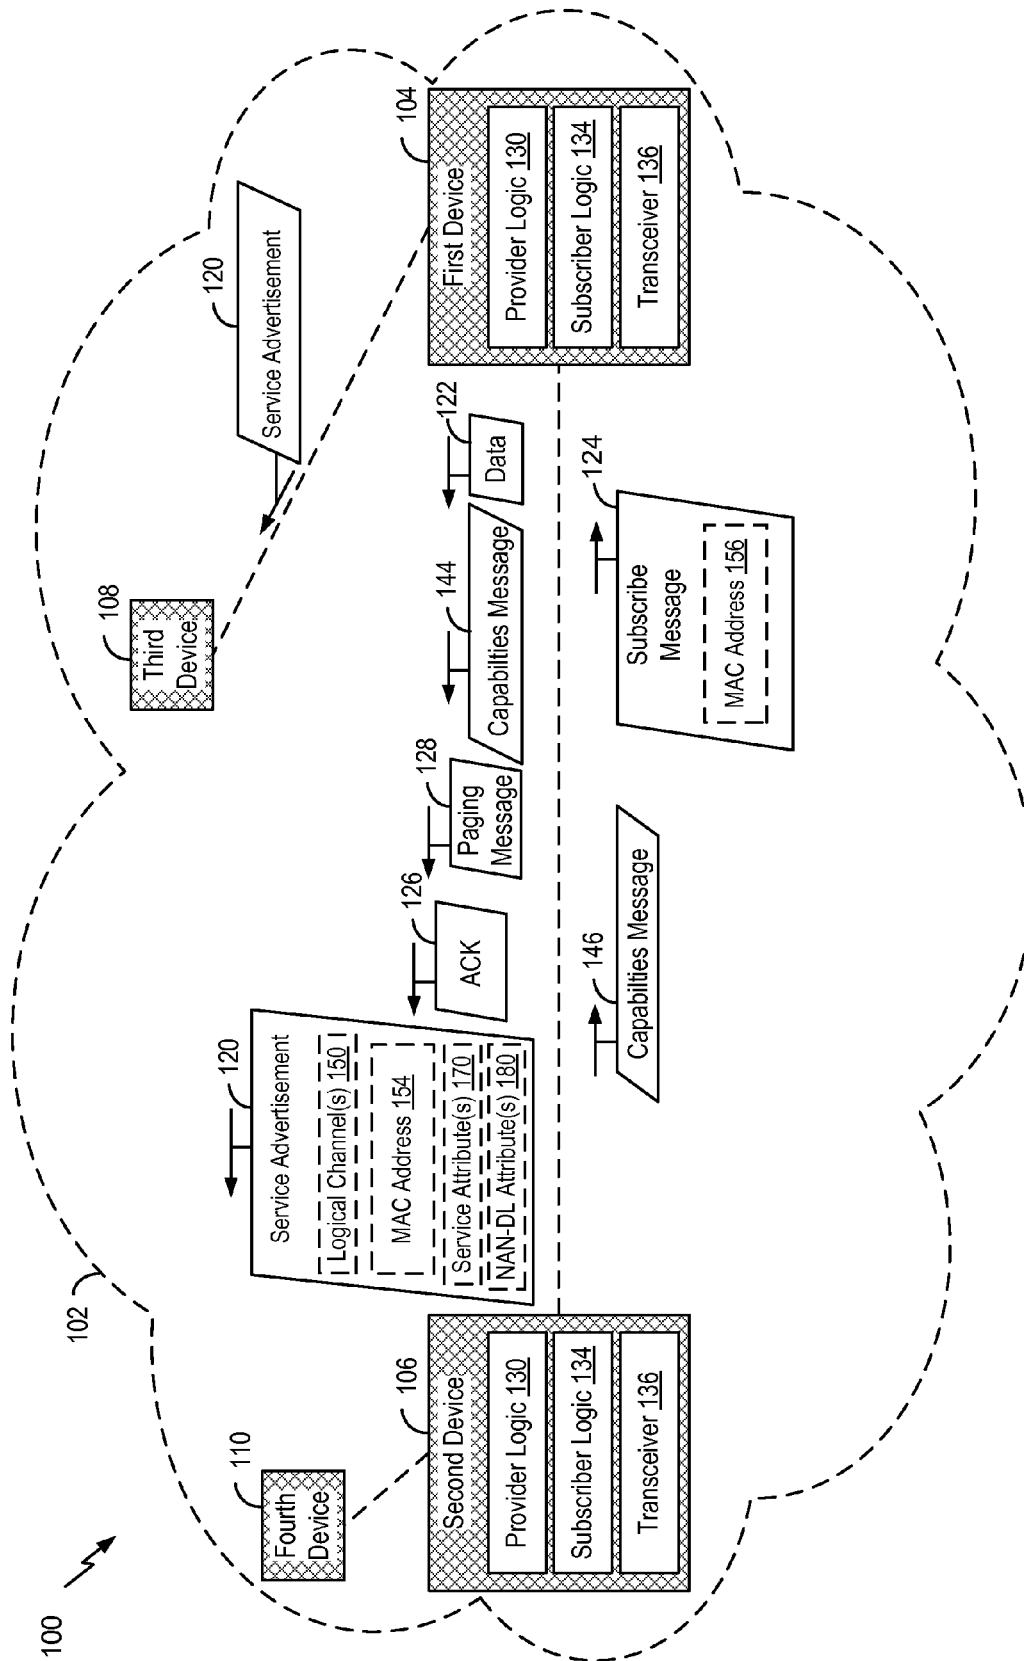 100
102
110
Fourth
Device
106
Second Device
Provider Logic 130
Subscriber Logic 134
Transceiver 136
120
Service Advertisement
Logical Channel(s) 150
MAC Address 154
Service Attribute(s) 170
NAN-DL Attribute(s) 180
126
ACK
128
Paging
Message
144
Capabilties Message
122
Data
146
Capabilties Message
124
Subscribe
Message
MAC Address 156
108
Third
Device
120
Service Advertisement
104
First Device
Provider Logic 130
Subscriber Logic 134
Transceiver 136